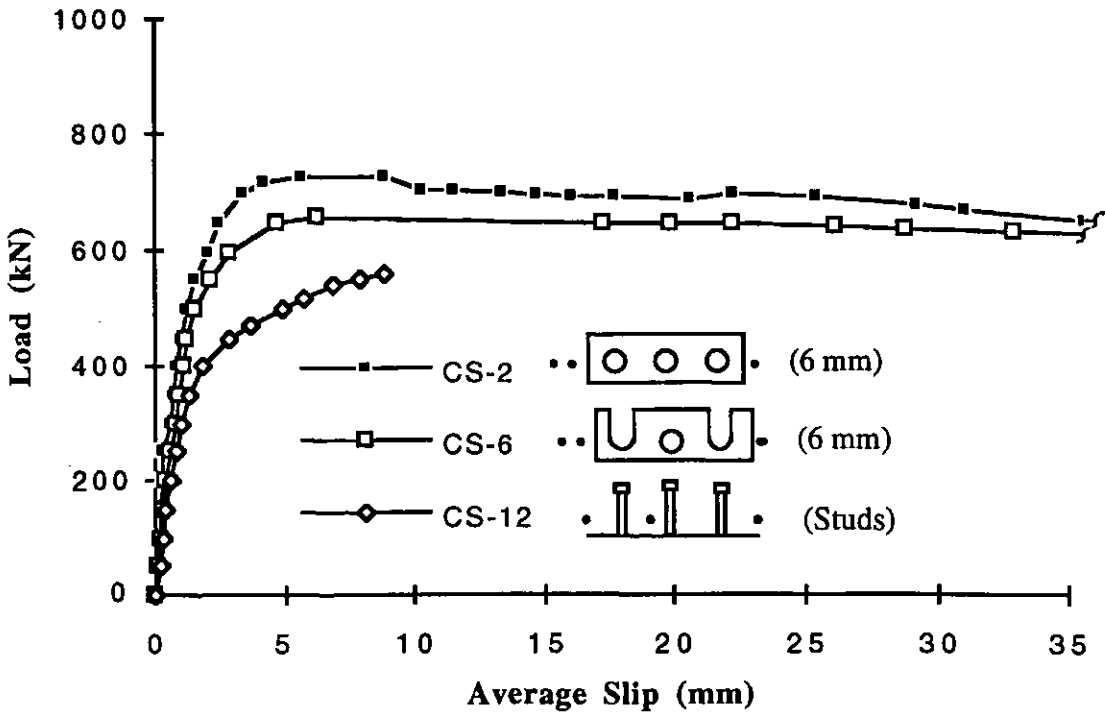 1000
800
600
400
200
0
Load (kN)
CS-2 (6 mm)
CS-6 (6 mm)
CS-12 (Studs)
0 5 10 15 20 25 30 35
Average Slip (mm)